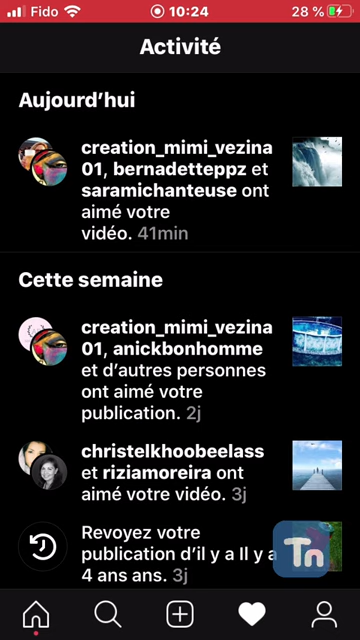 Fido 10:24 28 %
Activité
Aujourd'hui
creation_mimi_vezina
01, bernadetteppz et
saramichanteuse ont
aimé votre
vidéo. 41min
Cette semaine
creation_mimi_vezina
01, anickbonhomme
et d'autres personnes
ont aimé votre
publication. 2j
christelkhoobeelass
et riziamoreira ont
aimé votre vidéo. 3j
Revoyez votre
publication d'il y a Il y a
4 ans ans. 3j
Tn